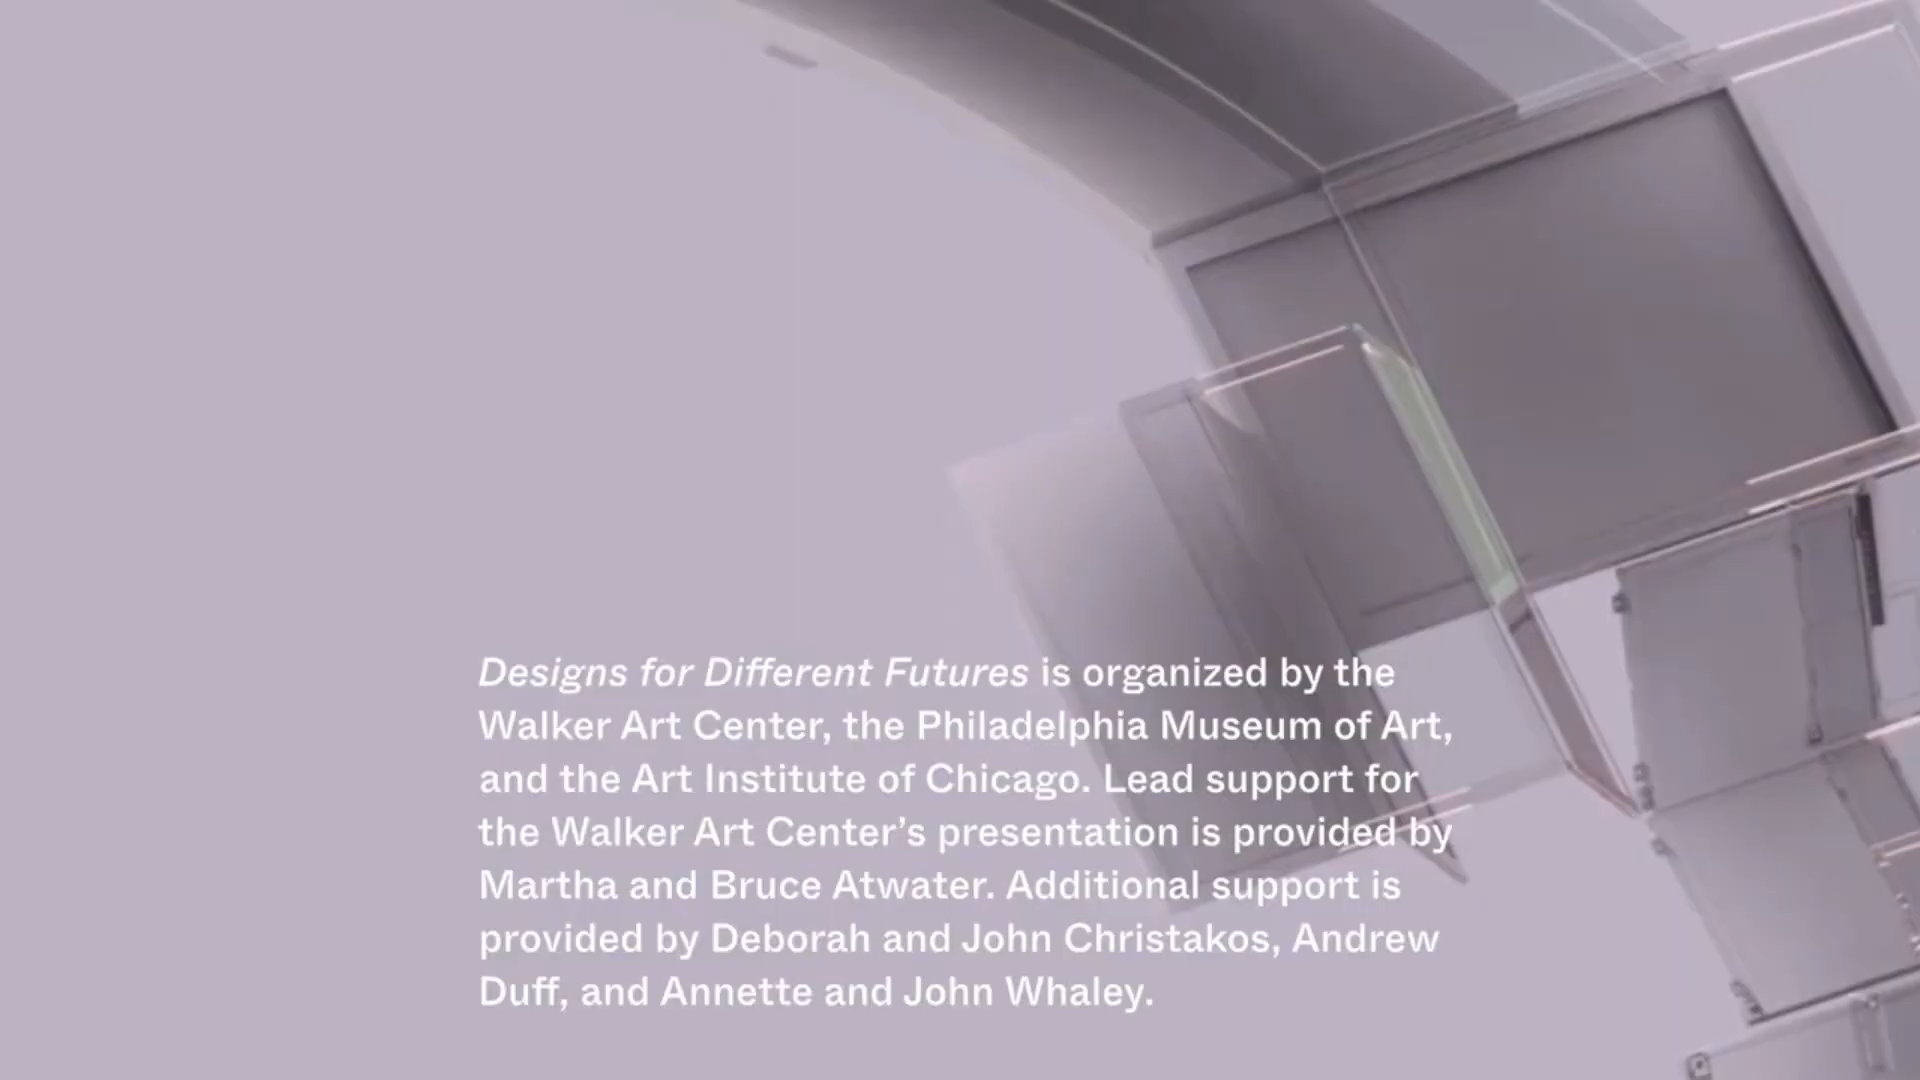 Designs for Different Futures is organized by the
Walker Art Center, the Philadelphia Museum of Art,
and the Art Institute of Chicago. Lead support for
the Walker Art Center’s presentation is provided by
Martha and Bruce Atwater. Additional support is
provided by Deborah and John Christakos, Andrew
Duff, and Annette and John Whaley.